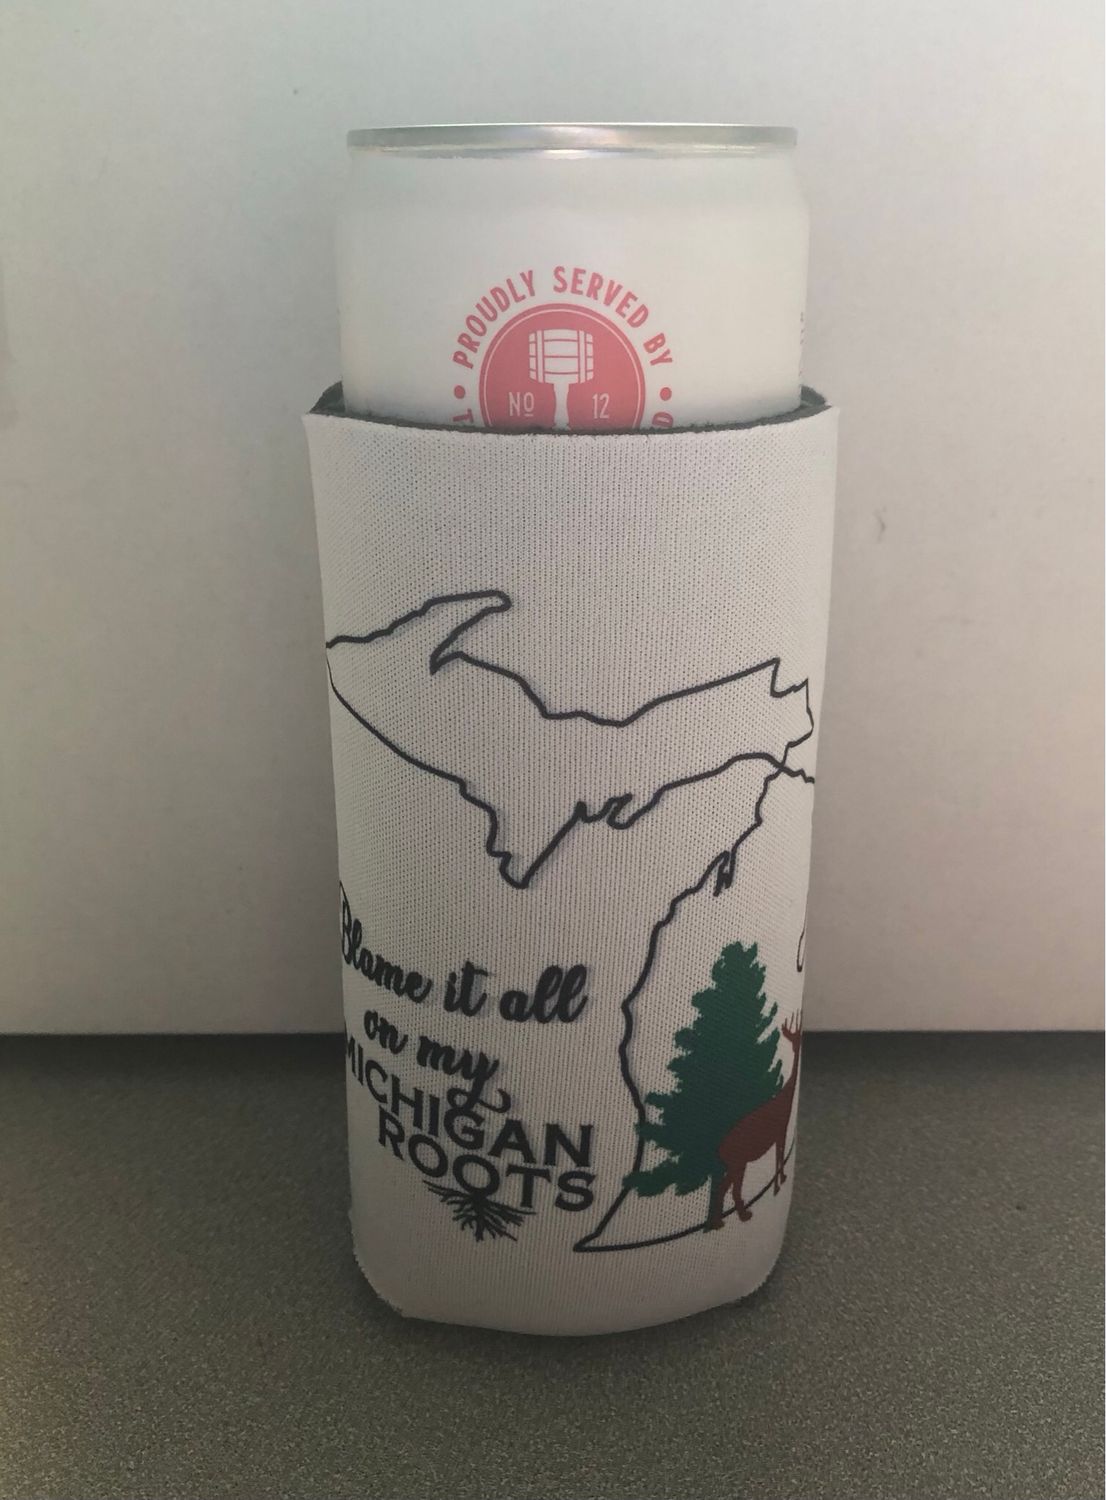 PROUDLY SERVED BY
No 12
Blame it all
on my
MICHIGAN
ROOTS